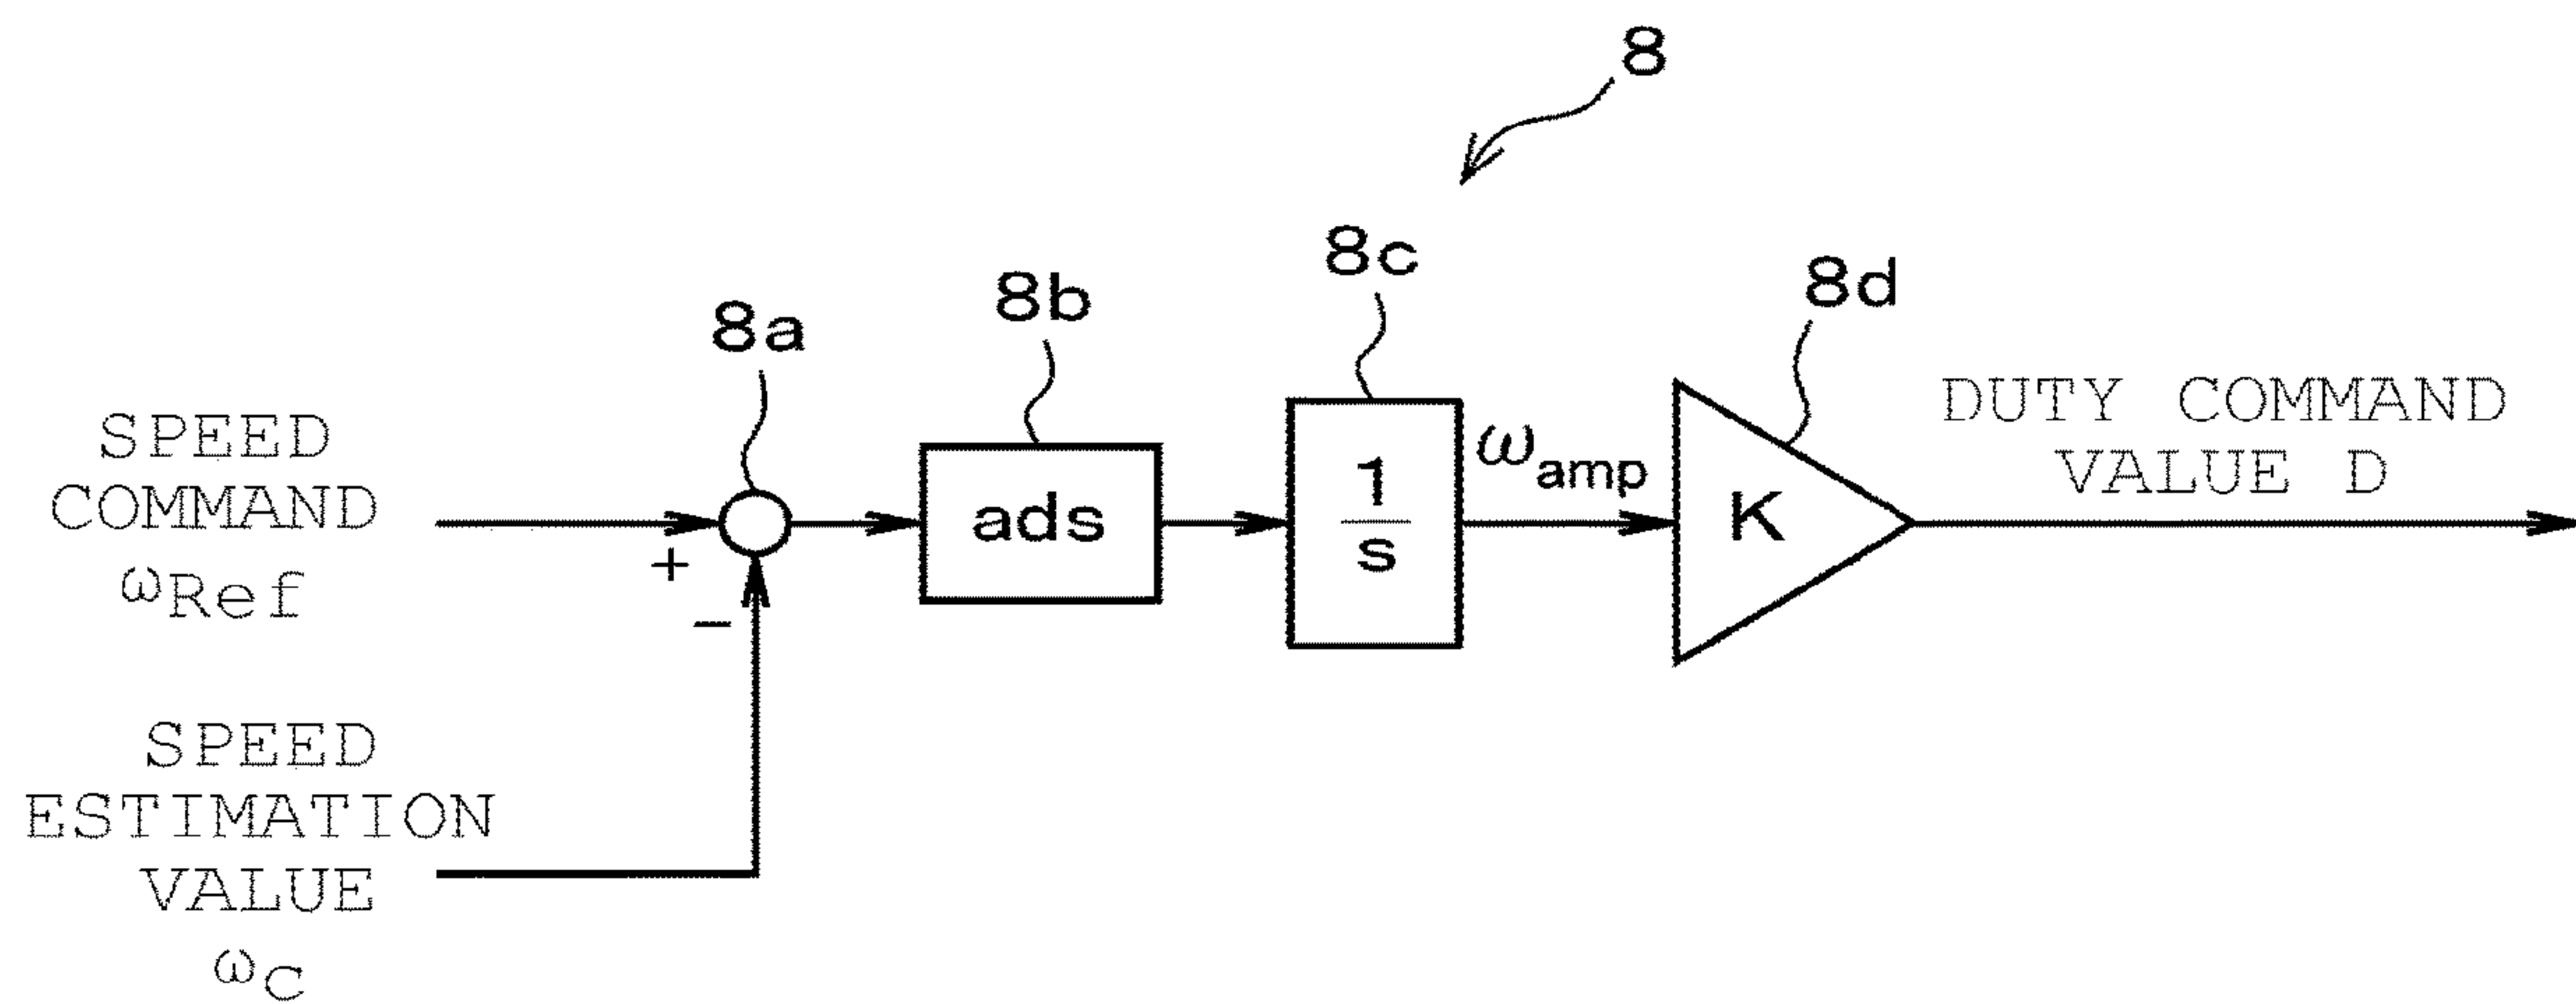 8
8a
8b
8c
8d
SPEED
COMMAND
ωRef
+
−
ads
1
s
ωamp
K
DUTY COMMAND
VALUE D
SPEED
ESTIMATION
VALUE
ωC